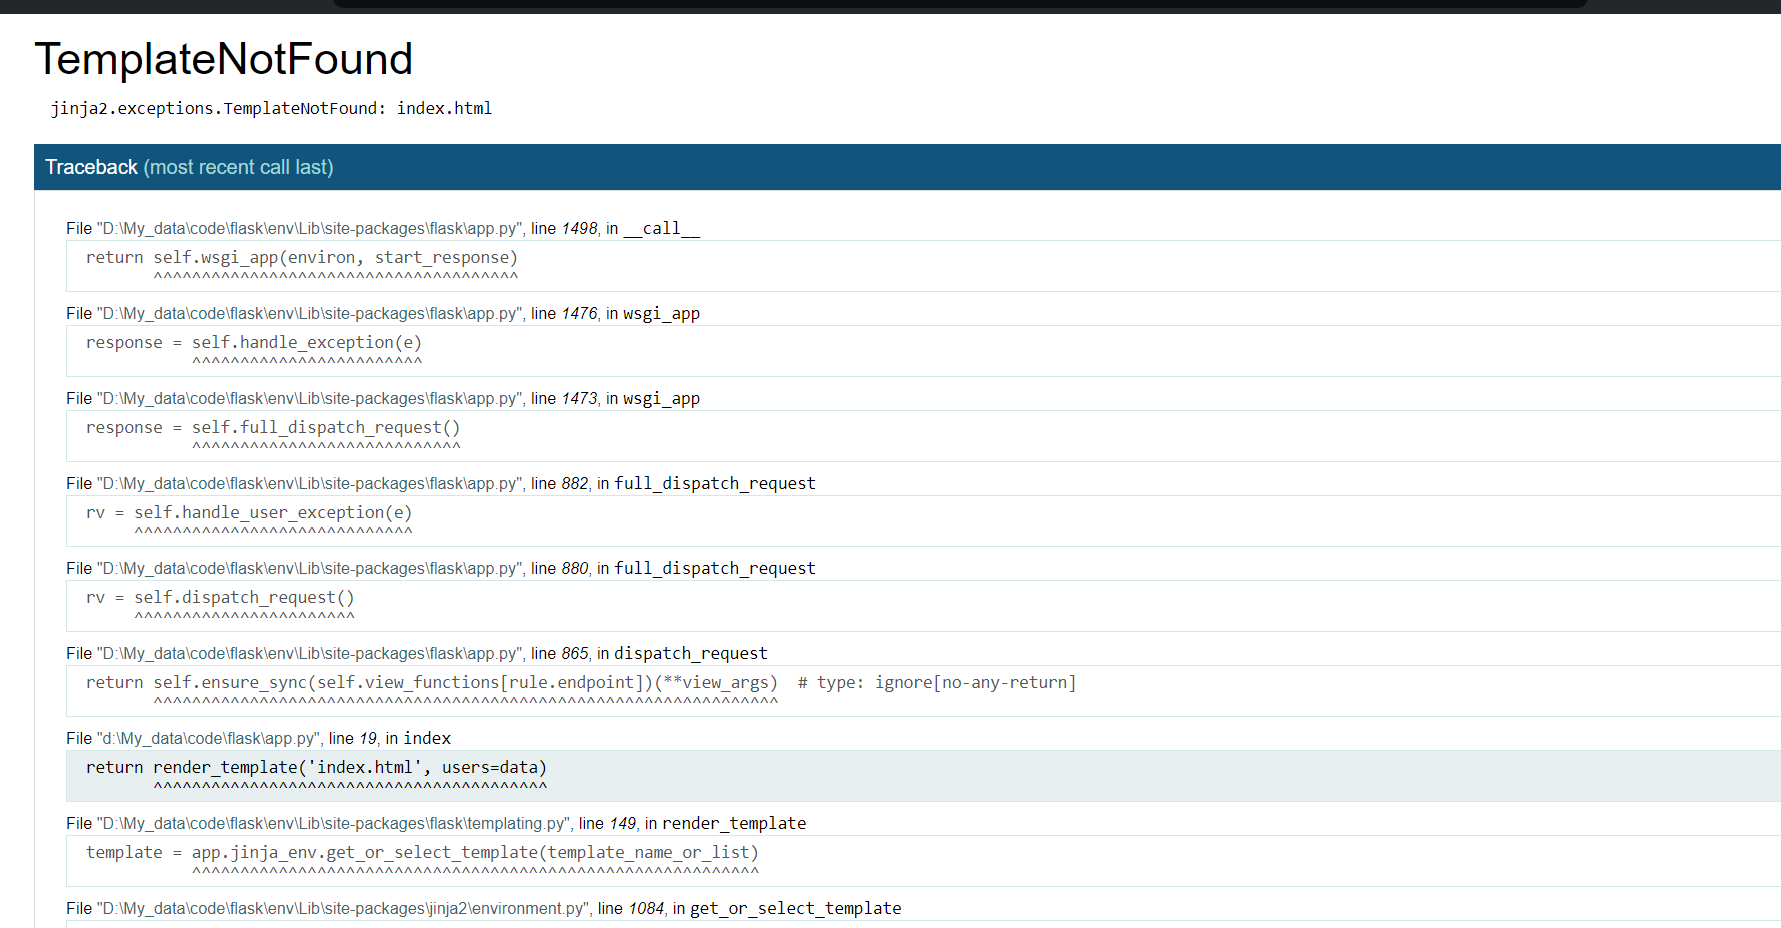 TemplateNotFound
jinja2.exceptions.TemplateNotFound: index.html
Traceback (most recent call last)
File "D:\My_data\code\flask\env\Lib\site-packages\flask\app.py", line 1498, in __call__
return self.wsgi_app(environ, start_response)
^^^^^^^^^^^^^^^^^^^^^^^^^^^^^^^^^^^^^^
File "D:\My_data\code\flask\env\Lib\site-packages\flask\app.py", line 1476, in wsgi_app
response = self.handle_exception(e)
^^^^^^^^^^^^^^^^^^^^^^^^
File "D:\My_data\code\flask\env\Lib\site-packages\flask\app.py", line 1473, in wsgi_app
response = self.full_dispatch_request()
^^^^^^^^^^^^^^^^^^^^^^^^^^^^
File "D:\My_data\code\flask\env\Lib\site-packages\flask\app.py", line 882, in full_dispatch_request
rv = self.handle_user_exception(e)
^^^^^^^^^^^^^^^^^^^^^^^^^^^^^
File "D:\My_data\code\flask\env\Lib\site-packages\flask\app.py", line 880, in full_dispatch_request
rv = self.dispatch_request()
^^^^^^^^^^^^^^^^^^^^^^^
File "D:\My_data\code\flask\env\Lib\site-packages\flask\app.py", line 865, in dispatch_request
return self.ensure_sync(self.view_functions[rule.endpoint])(**view_args)  # type: ignore[no-any-return]
^^^^^^^^^^^^^^^^^^^^^^^^^^^^^^^^^^^^^^^^^^^^^^^^^^^^^^^^^^^^^^^^^
File "d:\My_data\code\flask\app.py", line 19, in index
return render_template('index.html', users=data)
^^^^^^^^^^^^^^^^^^^^^^^^^^^^^^^^^^^^^^^^^
File "D:\My_data\code\flask\env\Lib\site-packages\flask\templating.py", line 149, in render_template
template = app.jinja_env.get_or_select_template(template_name_or_list)
^^^^^^^^^^^^^^^^^^^^^^^^^^^^^^^^^^^^^^^^^^^^^^^^^^^^^^^^^^^
File "D:\My_data\code\flask\env\Lib\site-packages\jinja2\environment.py", line 1084, in get_or_select_template